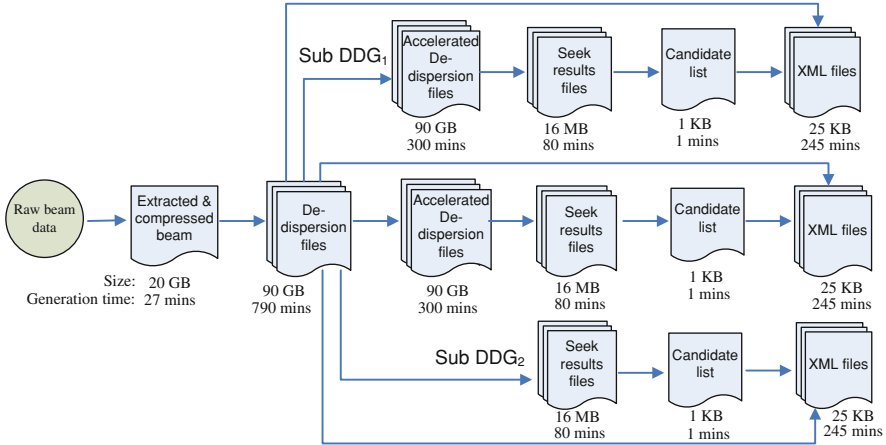 Sub DDG1
Accelerated
De-
dispersion
files
90 GB
300 mins
Seek
results
files
16 MB
80 mins
Candidate
list
1 KB
1 mins
XML files
25 KB
245 mins
Raw beam
data
Extracted &
compressed
beam
Size: 20 GB
Generation time: 27 mins
De-
dispersion
files
90 GB
790 mins
Accelerated
De-
dispersion
files
90 GB
300 mins
Seek
results
files
16 MB
80 mins
Candidate
list
1 KB
1 mins
XML files
25 KB
245 mins
Sub DDG2
Seek
results
files
16 MB
80 mins
Candidate
list
1 KB
1 mins
XML files
25 KB
245 mins